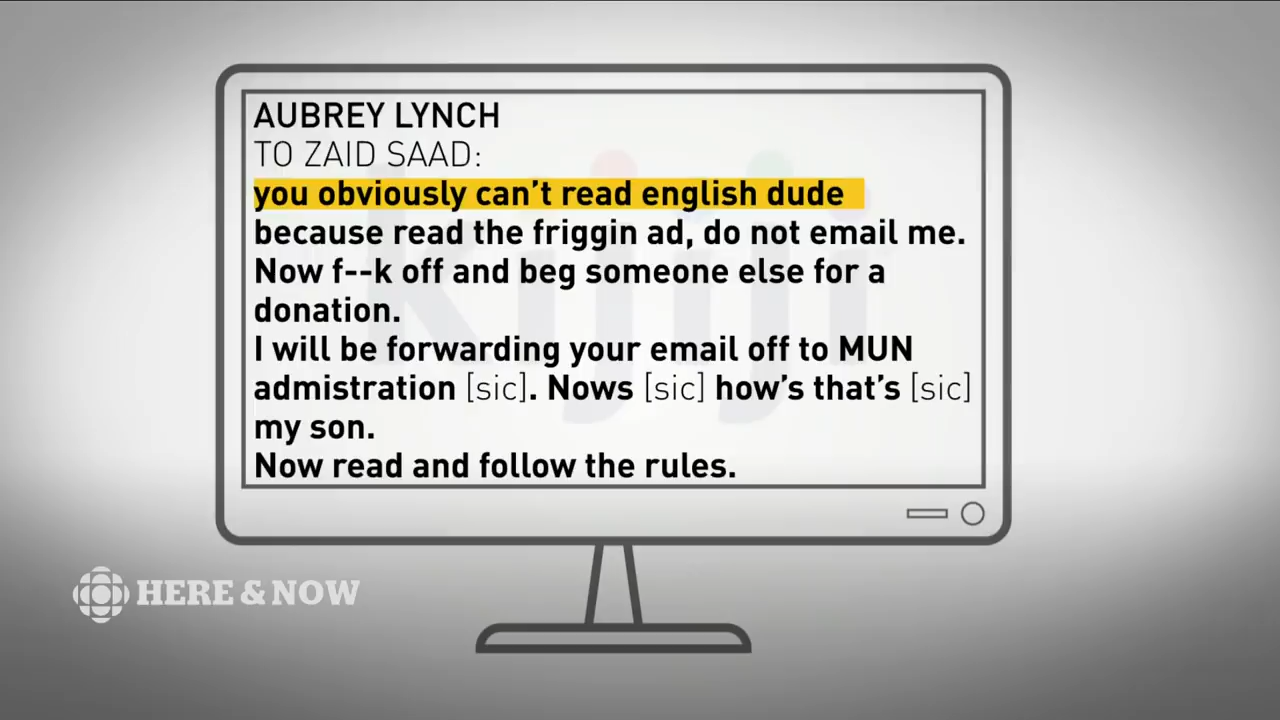 AUBREY LYNCH
TO ZAID SAAD:
you obviously can't read english dude
because read the friggin ad, do not email me.
Now f--k off and beg someone else for a
donation.
I will be forwarding your email off to MUN
admistration [sic]. Nows [sic] how's that's [sic]
my son.
Now read and follow the rules.
kijiji
HERE & NOW